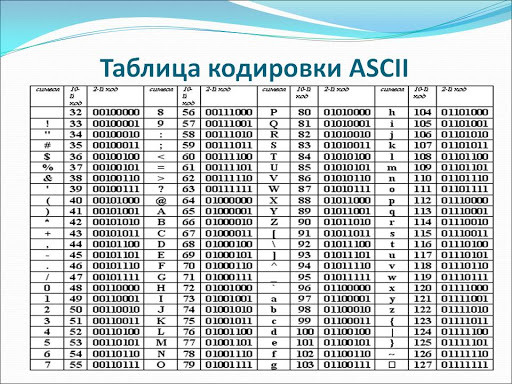 Таблица кодировки ASCII
символ 10-й код 2-й код символ 10-й код 2-й код символ 10-й код 2-й код символ 10-й код 2-й код
32 00100000 8 56 00111000 P 80 01010000 h 104 01101000
! 33 00100001 9 57 00111001 Q 81 01010001 i 105 01101001
" 34 00100010 : 58 00111010 R 82 01010010 j 106 01101010
# 35 00100011 ; 59 00111011 S 83 01010011 k 107 01101011
$ 36 00100100 < 60 00111100 T 84 01010100 l 108 01101100
% 37 00100101 = 61 00111101 U 85 01010101 m 109 01101101
& 38 00100110 > 62 00111110 V 86 01010110 n 110 01101110
' 39 00100111 ? 63 00111111 W 87 01010111 o 111 01101111
( 40 00101000 @ 64 01000000 X 88 01011000 p 112 01110000
) 41 00101001 A 65 01000001 Y 89 01011001 q 113 01110001
* 42 00101010 B 66 01000010 Z 90 01011010 r 114 01110010
+ 43 00101011 C 67 01000011 [ 91 01011011 s 115 01110011
, 44 00101100 D 68 01000100 \ 92 01011100 t 116 01110100
- 45 00101101 E 69 01000101 ] 93 01011101 u 117 01110101
. 46 00101110 F 70 01000110 ^ 94 01011110 v 118 01110110
/ 47 00101111 G 71 01000111 _ 95 01011111 w 119 01110111
0 48 00110000 H 72 01001000 ` 96 01100000 x 120 01111000
1 49 00110001 I 73 01001001 a 97 01100001 y 121 01111001
2 50 00110010 J 74 01001010 b 98 01100010 z 122 01111010
3 51 00110011 K 75 01001011 c 99 01100011 { 123 01111011
4 52 00110100 L 76 01001100 d 100 01100100 | 124 01111100
5 53 00110101 M 77 01001101 e 101 01100101 } 125 01111101
6 54 00110110 N 78 01001110 f 102 01100110 ~ 126 01111110
7 55 00110111 O 79 01001111 g 103 01100111 □ 127 01111111